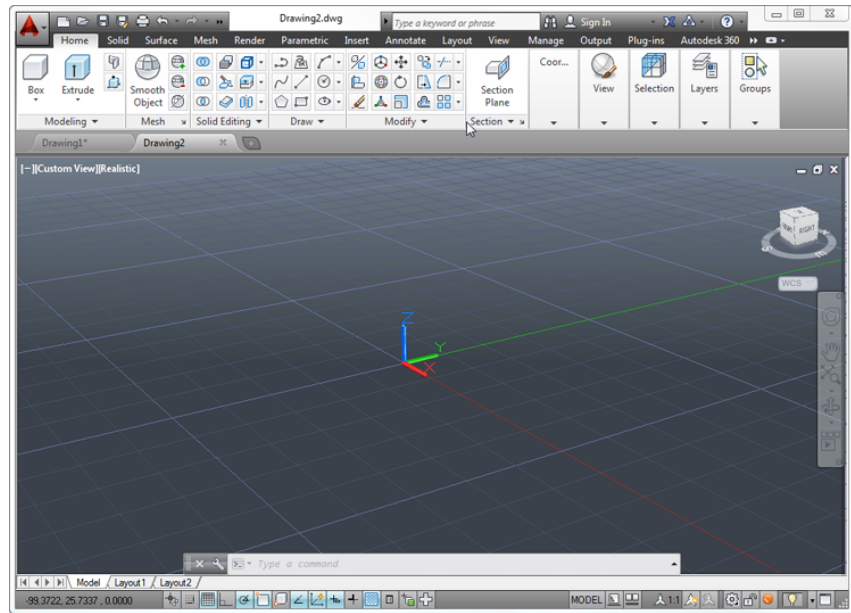 Drawing2.dwg
Type a keyword or phrase
Sign In
Home Solid Surface Mesh Render Parametric Insert Annotate Layout View Manage Output Plug-ins Autodesk 360
Box Extrude Smooth Object Section Plane Coor... View Selection Layers Groups
Modeling Mesh Solid Editing Draw Modify Section
Drawing1* Drawing2
[−][Custom View][Realistic]
RIGHT
WCS
Z
Y
X
Type a command
Model Layout1 Layout2
-99.3722, 25.7337, 0.0000 MODEL 1:1